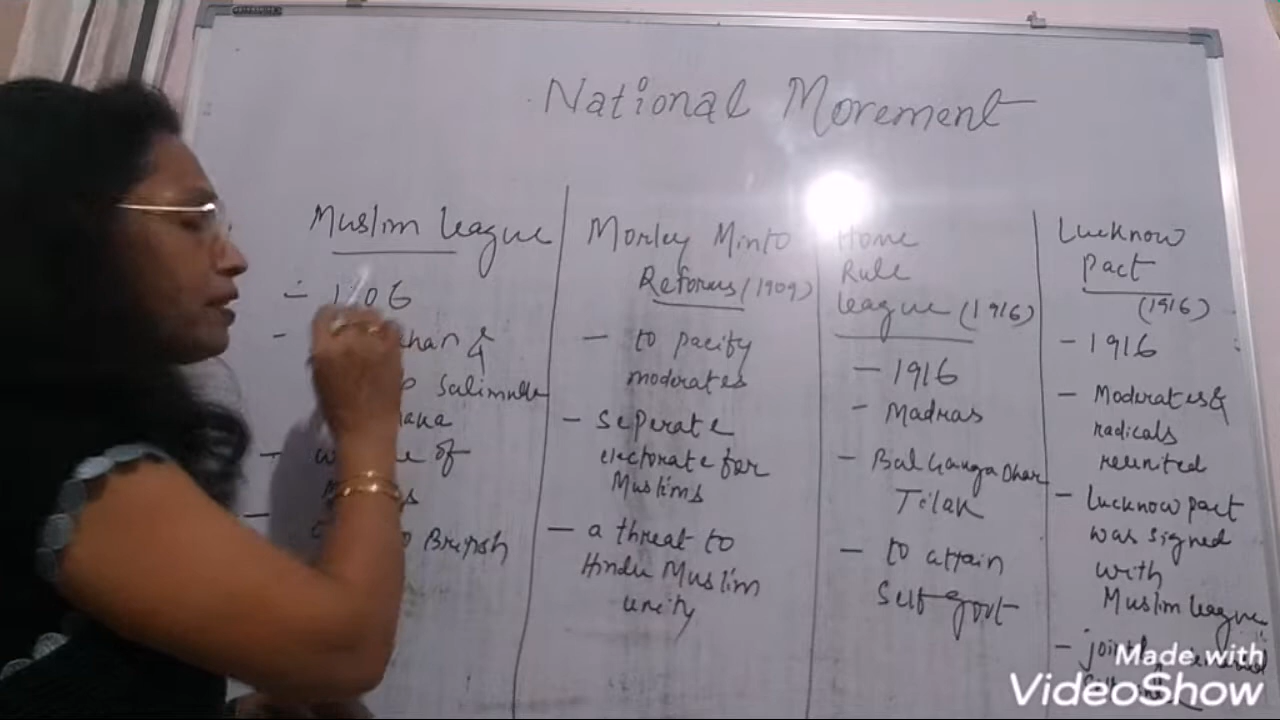 National Movement
Muslim League
- 1906
- &
Salimulla
of
British
Morley Minto
Reforms (1909)
- to pacify
moderates
- Seperate
electorate for
Muslims
- a threat to
Hindu Muslim
unity
Home
Rule
League (1916)
- 1916
- Madras
- Bal Ganga Dhar
Tilak
- to attain
Self govt
Lucknow
Pact
(1916)
- 1916
- Moderates &
radicals
reunited
- Lucknow pact
was signed
with
Muslim League
Made with
VideoShow